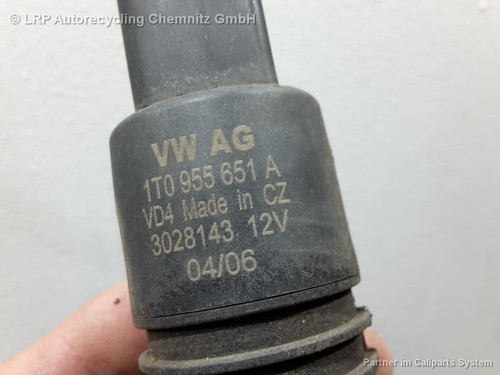 © LRP Autorecycling Chemnitz GmbH
VW AG
1T0 955 651 A
VD4 Made in CZ
3028143 12V
04/06
Partner im Callparts System